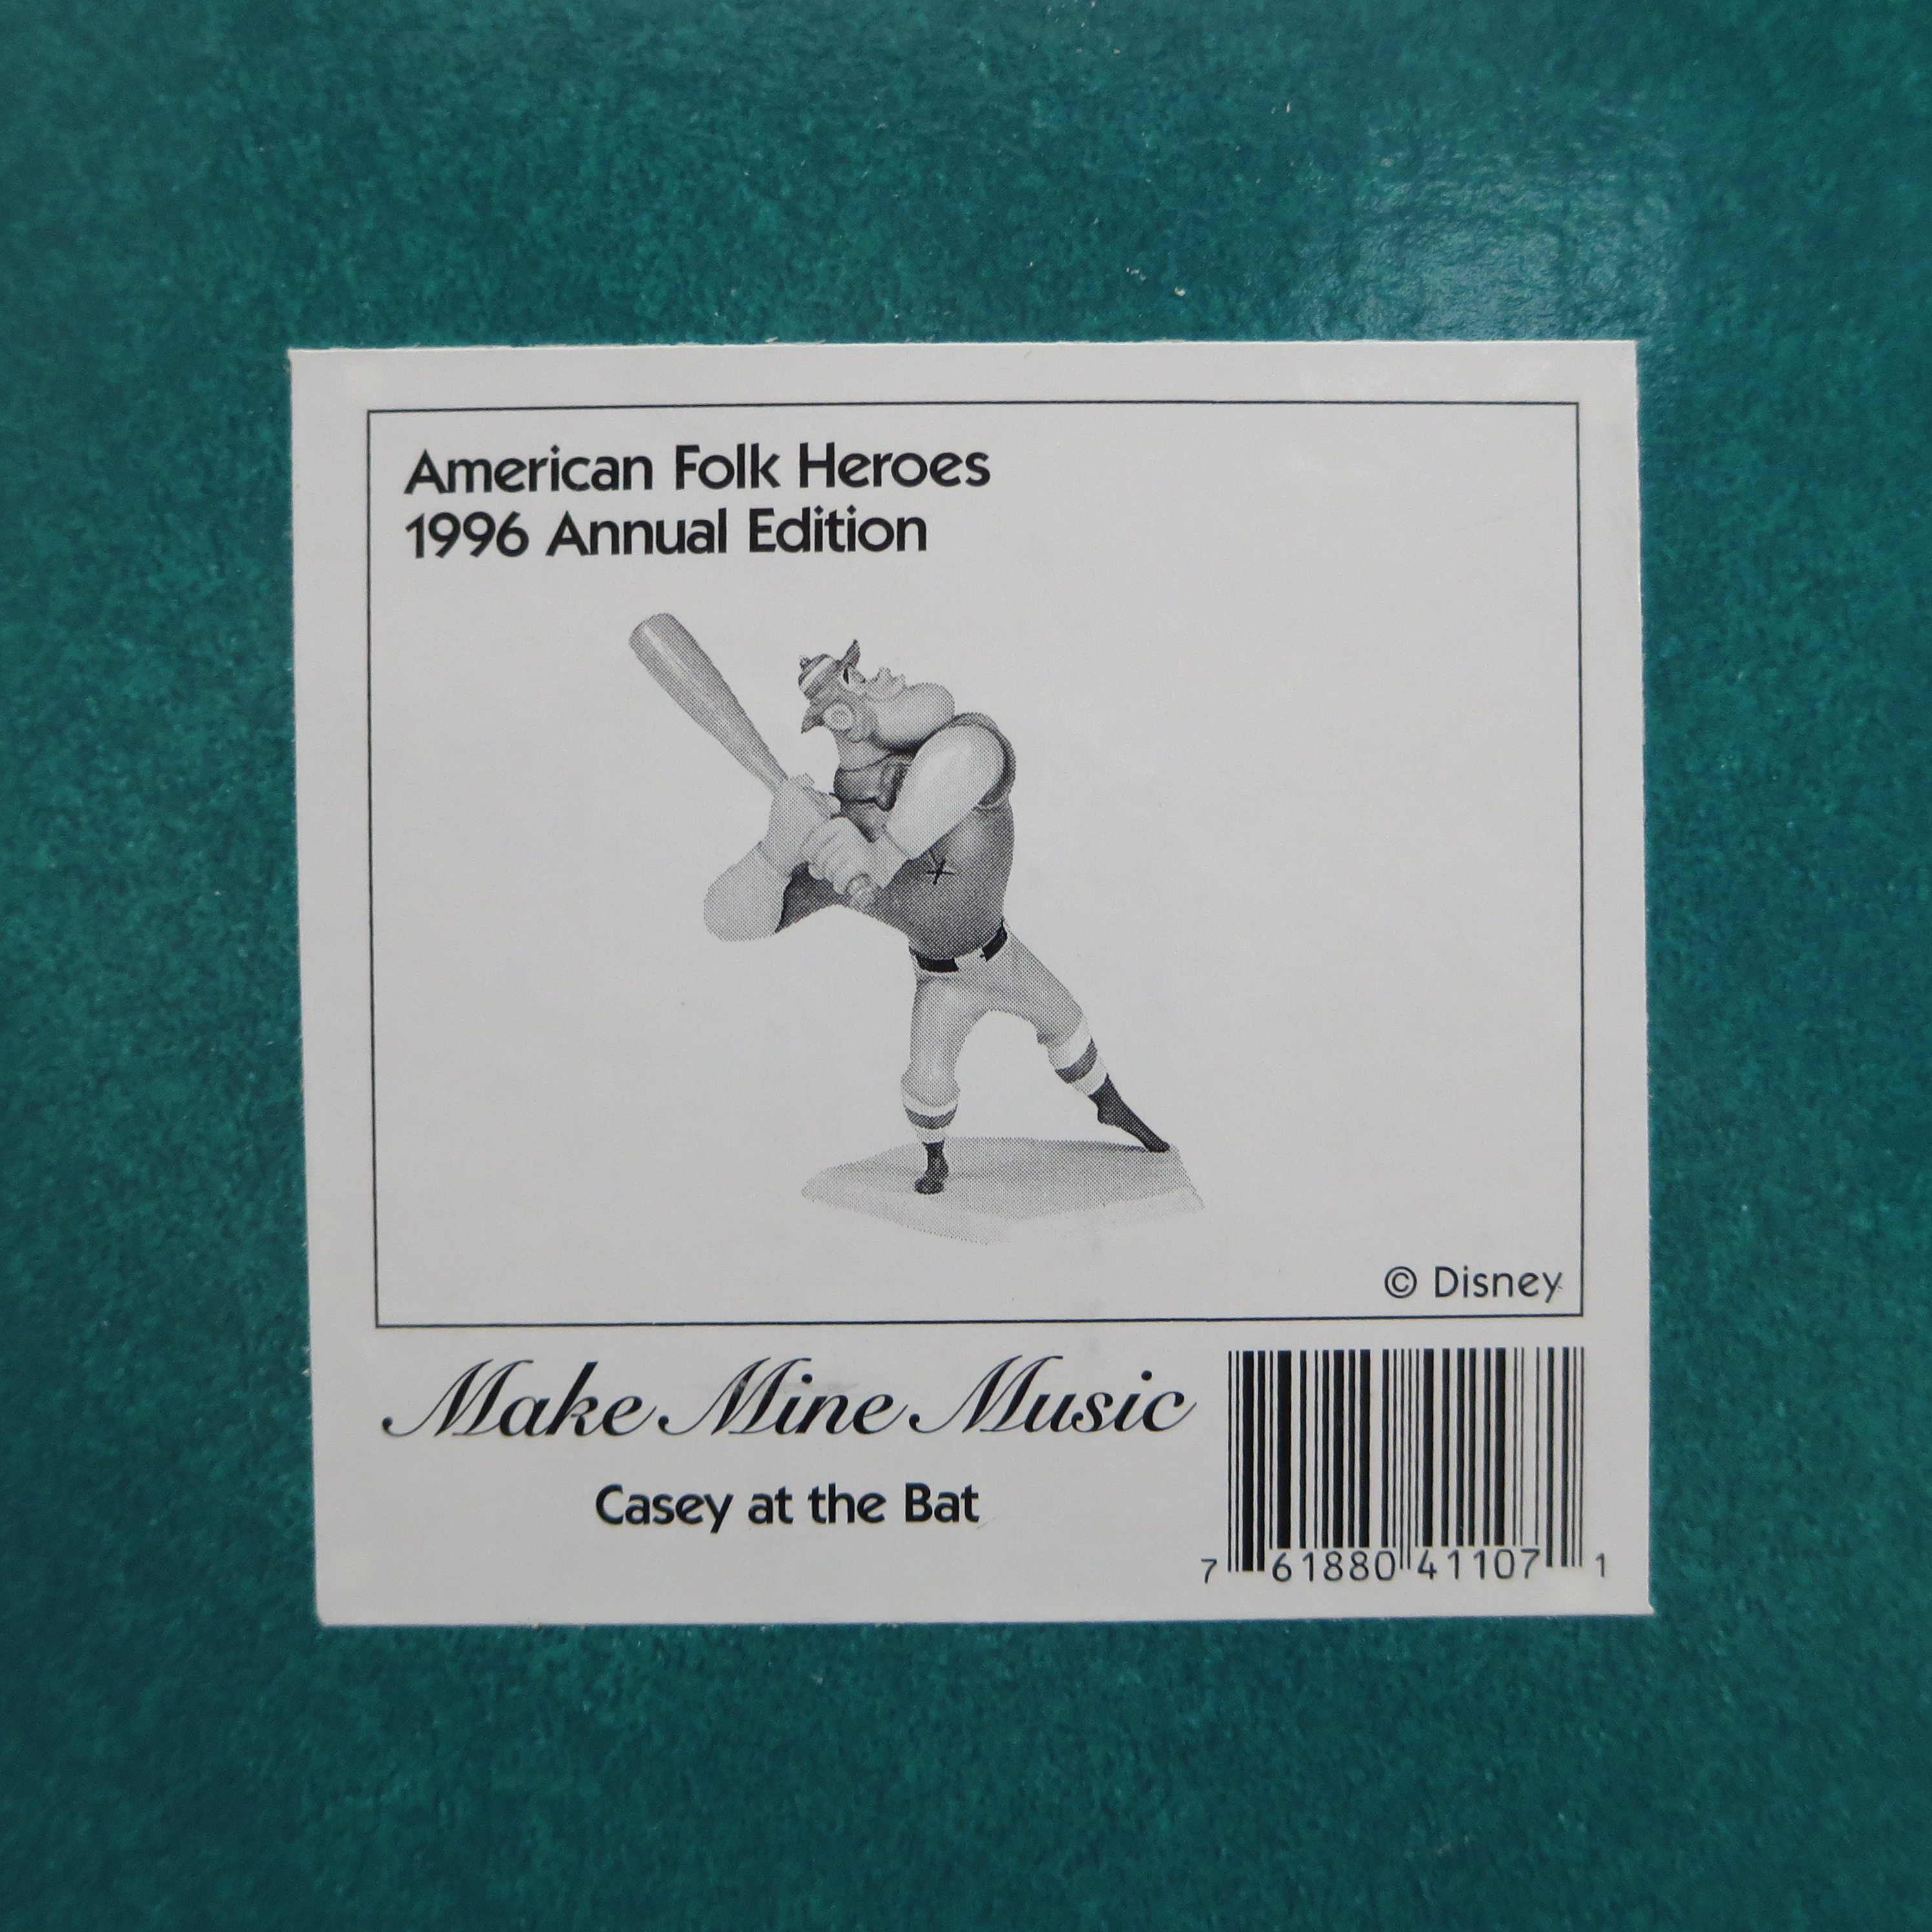 American Folk Heroes
1996 Annual Edition
© Disney
Make Mine Music
Casey at the Bat
7 61880 41107 1